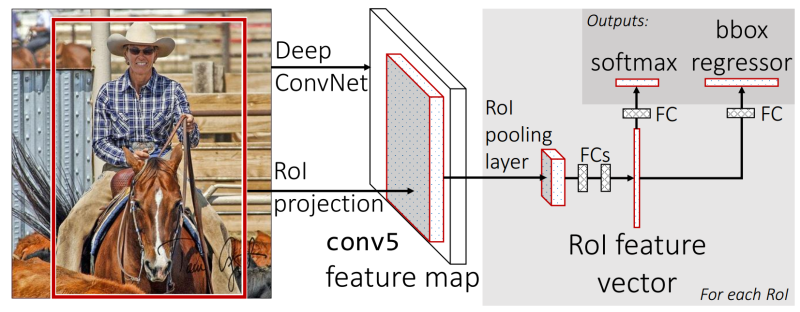 Deep
ConvNet
RoI
projection
conv5
feature map
RoI
pooling
layer
FCs
RoI feature
vector
Outputs:
softmax
bbox
regressor
FC
FC
For each RoI